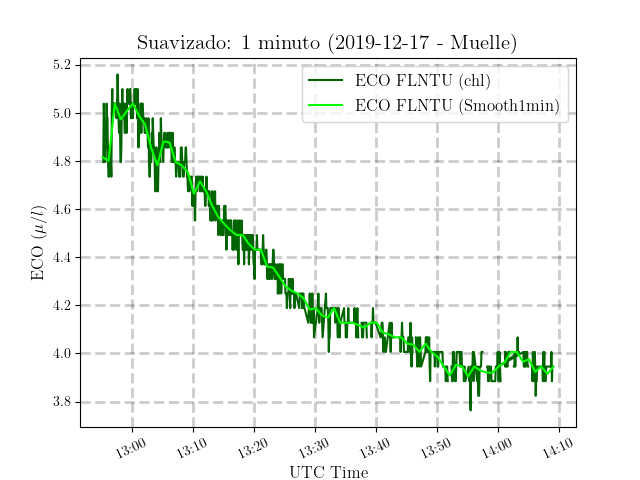 Suavizado: 1 minuto (2019-12-17 - Muelle)
ECO FLNTU (chl)
ECO FLNTU (Smooth1min)
ECO (μ/l)
5.2
5.0
4.8
4.6
4.4
4.2
4.0
3.8
13:00 13:10 13:20 13:30 13:40 13:50 14:00 14:10
UTC Time